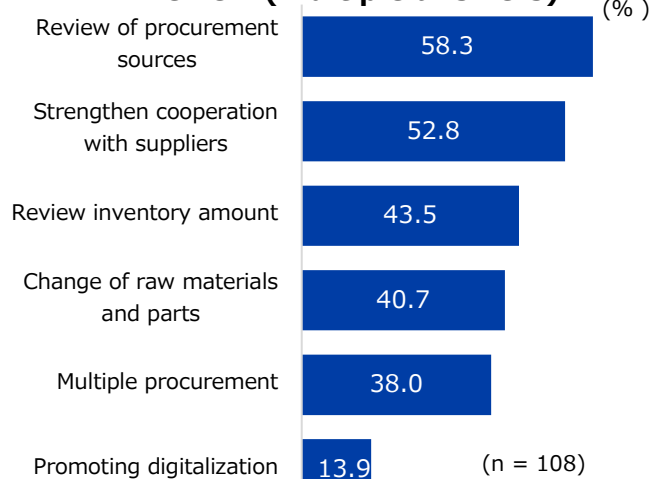 (%)
Review of procurement
sources
58.3
Strengthen cooperation
with suppliers
52.8
Review inventory amount
43.5
Change of raw materials
and parts
40.7
Multiple procurement
38.0
Promoting digitalization
13.9
(n = 108)